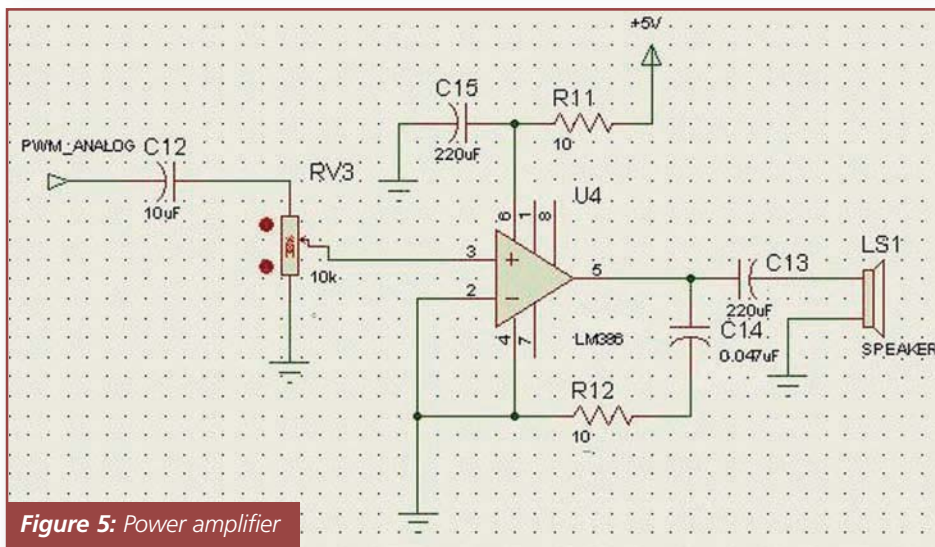 +5V
C15
R11
220uF
10
PWM_ANALOG
C12
10uF
RV3
10k
U4
6
1
8
3
2
5
4
7
LM386
C13
220uF
LS1
SPEAKER
C14
0.047uF
R12
10
Figure 5: Power amplifier